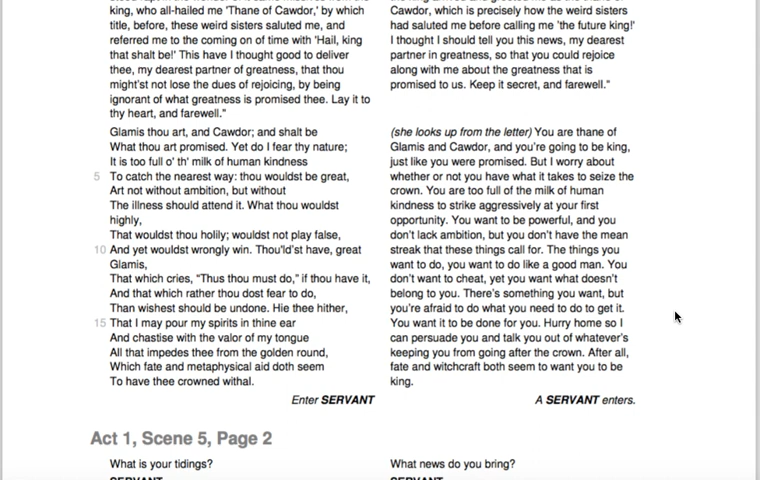 king, who all-hailed me 'Thane of Cawdor,' by which
title, before, these weird sisters saluted me, and
referred me to the coming on of time with 'Hail, king
that shalt be!' This have I thought good to deliver
thee, my dearest partner of greatness, that thou
might'st not lose the dues of rejoicing, by being
ignorant of what greatness is promised thee. Lay it to
thy heart, and farewell."
Glamis thou art, and Cawdor; and shalt be
What thou art promised. Yet do I fear thy nature;
It is too full o' th' milk of human kindness
5 To catch the nearest way: thou wouldst be great,
Art not without ambition, but without
The illness should attend it. What thou wouldst
highly,
That wouldst thou holily; wouldst not play false,
10 And yet wouldst wrongly win. Thou'ld'st have, great
Glamis,
That which cries, "Thus thou must do," if thou have it,
And that which rather thou dost fear to do,
Than wishest should be undone. Hie thee hither,
15 That I may pour my spirits in thine ear
And chastise with the valor of my tongue
All that impedes thee from the golden round,
Which fate and metaphysical aid doth seem
To have thee crowned withal.
Enter SERVANT
Cawdor, which is precisely how the weird sisters
had saluted me before calling me 'the future king!'
I thought I should tell you this news, my dearest
partner in greatness, so that you could rejoice
along with me about the greatness that is
promised to us. Keep it secret, and farewell."
(she looks up from the letter) You are thane of
Glamis and Cawdor, and you're going to be king,
just like you were promised. But I worry about
whether or not you have what it takes to seize the
crown. You are too full of the milk of human
kindness to strike aggressively at your first
opportunity. You want to be powerful, and you
don't lack ambition, but you don't have the mean
streak that these things call for. The things you
want to do, you want to do like a good man. You
don't want to cheat, yet you want what doesn't
belong to you. There's something you want, but
you're afraid to do what you need to do to get it.
You want it to be done for you. Hurry home so I
can persuade you and talk you out of whatever's
keeping you from going after the crown. After all,
fate and witchcraft both seem to want you to be
king.
A SERVANT enters.
Act 1, Scene 5, Page 2
What is your tidings?
What news do you bring?
SERVANT
SERVANT